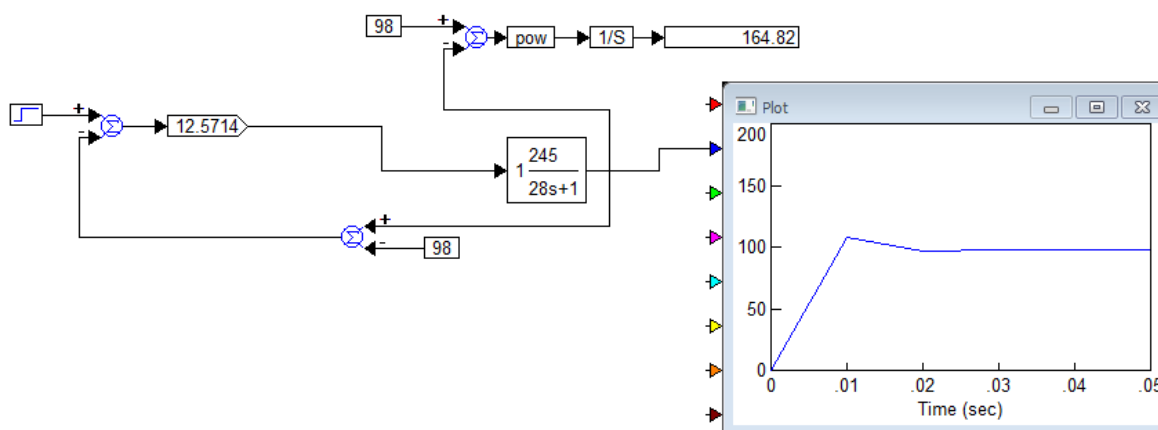 98
+
-
Σ
pow
1/S
164.82
+
-
Σ
12.5714
1
245
28s+1
+
-
Σ
98
Plot
200
150
100
50
0
0 .01 .02 .03 .04 .05
Time (sec)